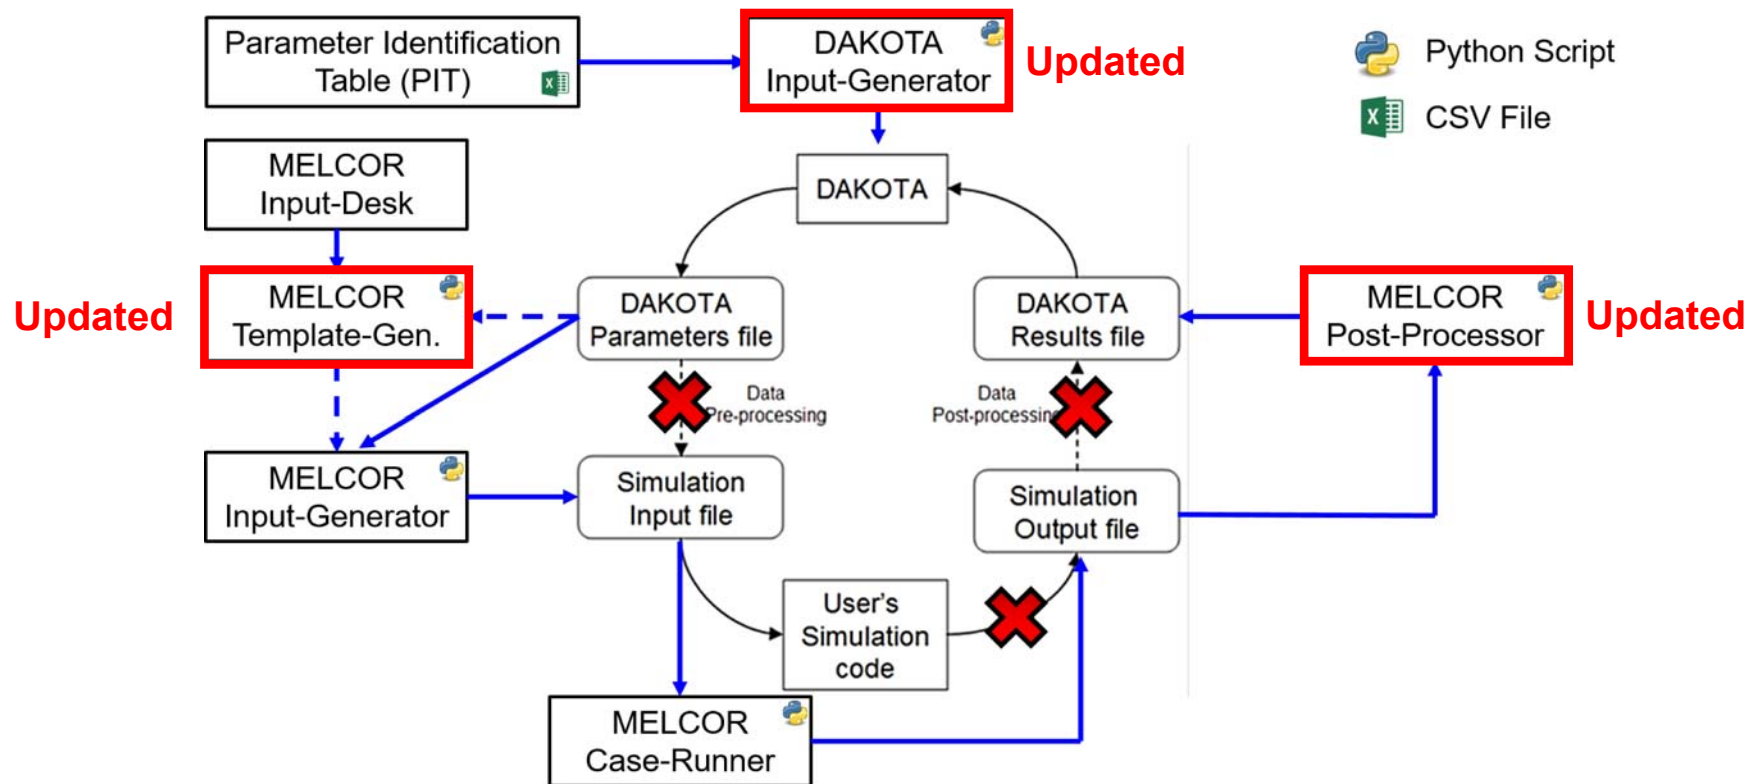 Parameter Identification
Table (PIT)
DAKOTA
Input-Generator
Updated
Python Script
CSV File
MELCOR
Input-Desk
DAKOTA
Updated
MELCOR
Template-Gen.
DAKOTA
Parameters file
DAKOTA
Results file
MELCOR
Post-Processor
Updated
Data
Pre-processing
Data
Post-processing
MELCOR
Input-Generator
Simulation
Input file
Simulation
Output file
User's
Simulation
code
MELCOR
Case-Runner